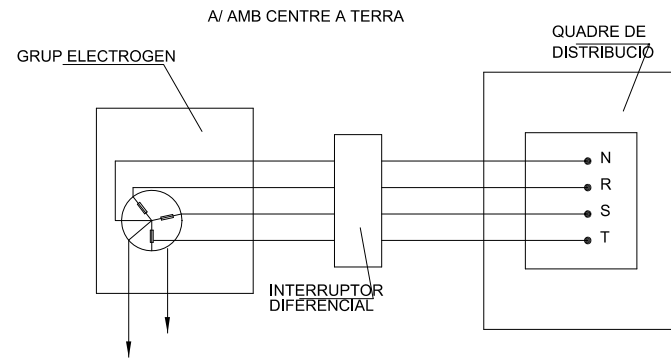 A/ AMB CENTRE A TERRA
GRUP ELECTROGEN
QUADRE DE
DISTRIBUCIÓ
N
R
S
T
INTERRUPTOR
DIFERENCIAL